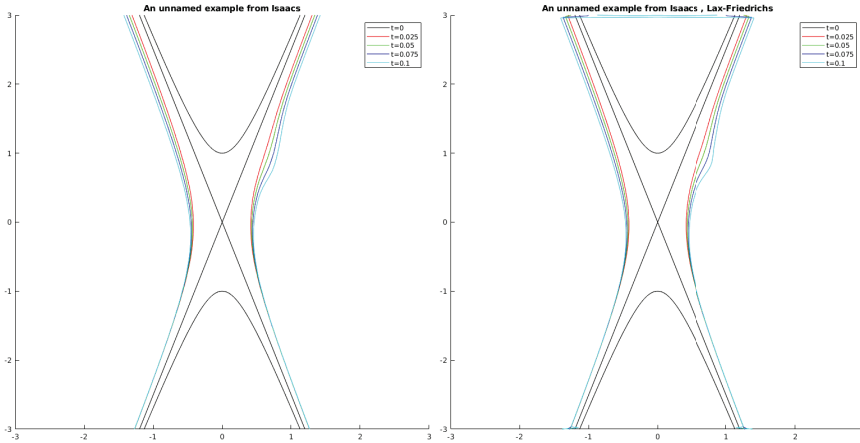 An unnamed example from Isaacs
t=0
t=0.025
t=0.05
t=0.075
t=0.1
3
2
1
0
-1
-2
-3
-3
-2
-1
0
1
2
3
An unnamed example from Isaacs , Lax-Friedrichs
t=0
t=0.025
t=0.05
t=0.075
t=0.1
3
2
1
0
-1
-2
-3
-3
-2
-1
0
1
2